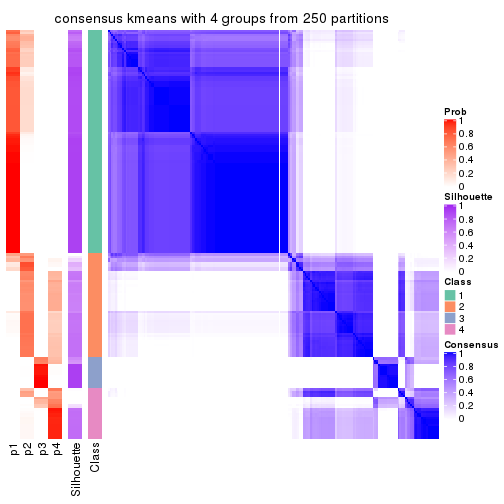 consensus kmeans with 4 groups from 250 partitions
Prob
1
0.8
0.6
0.4
0.2
0
Silhouette
1
0.8
0.6
0.4
0.2
0
Class
1
2
3
4
Consensus
1
0.8
0.6
0.4
0.2
0
p1
p2
p3
p4
Silhouette
Class